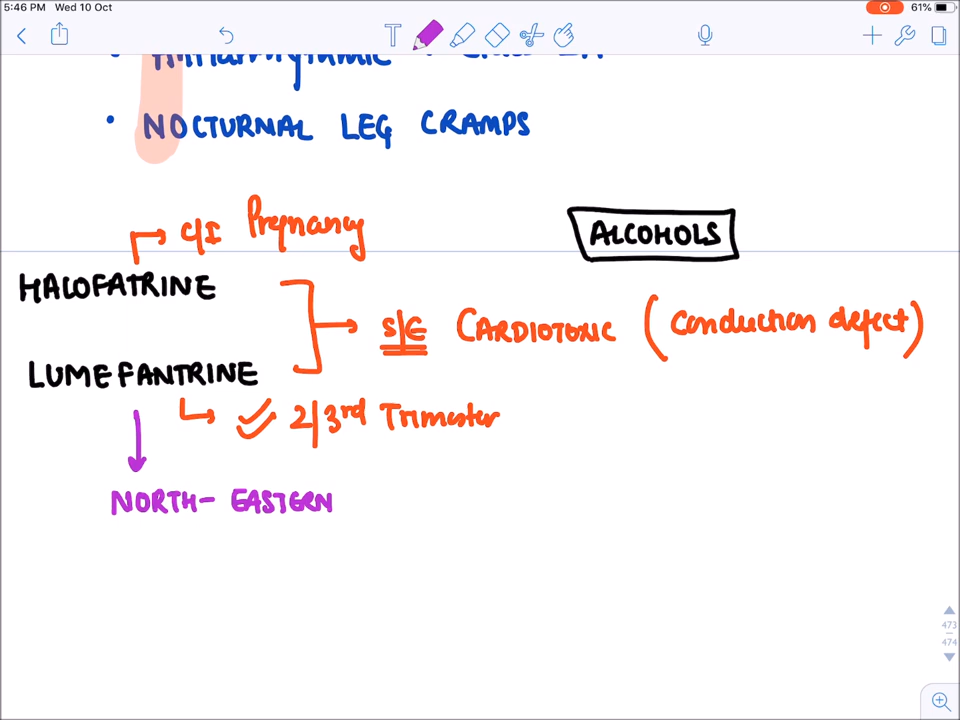 5:46 PM Wed 10 Oct
61%
T
• NOCTURNAL LEG CRAMPS
C/I Pregnancy
ALCOHOLS
HALOFATRINE
S/E CARDIOTOXIC (Conduction defect)
LUMEFANTRINE
2/3rd Trimester
NORTH- EASTERN
473
474